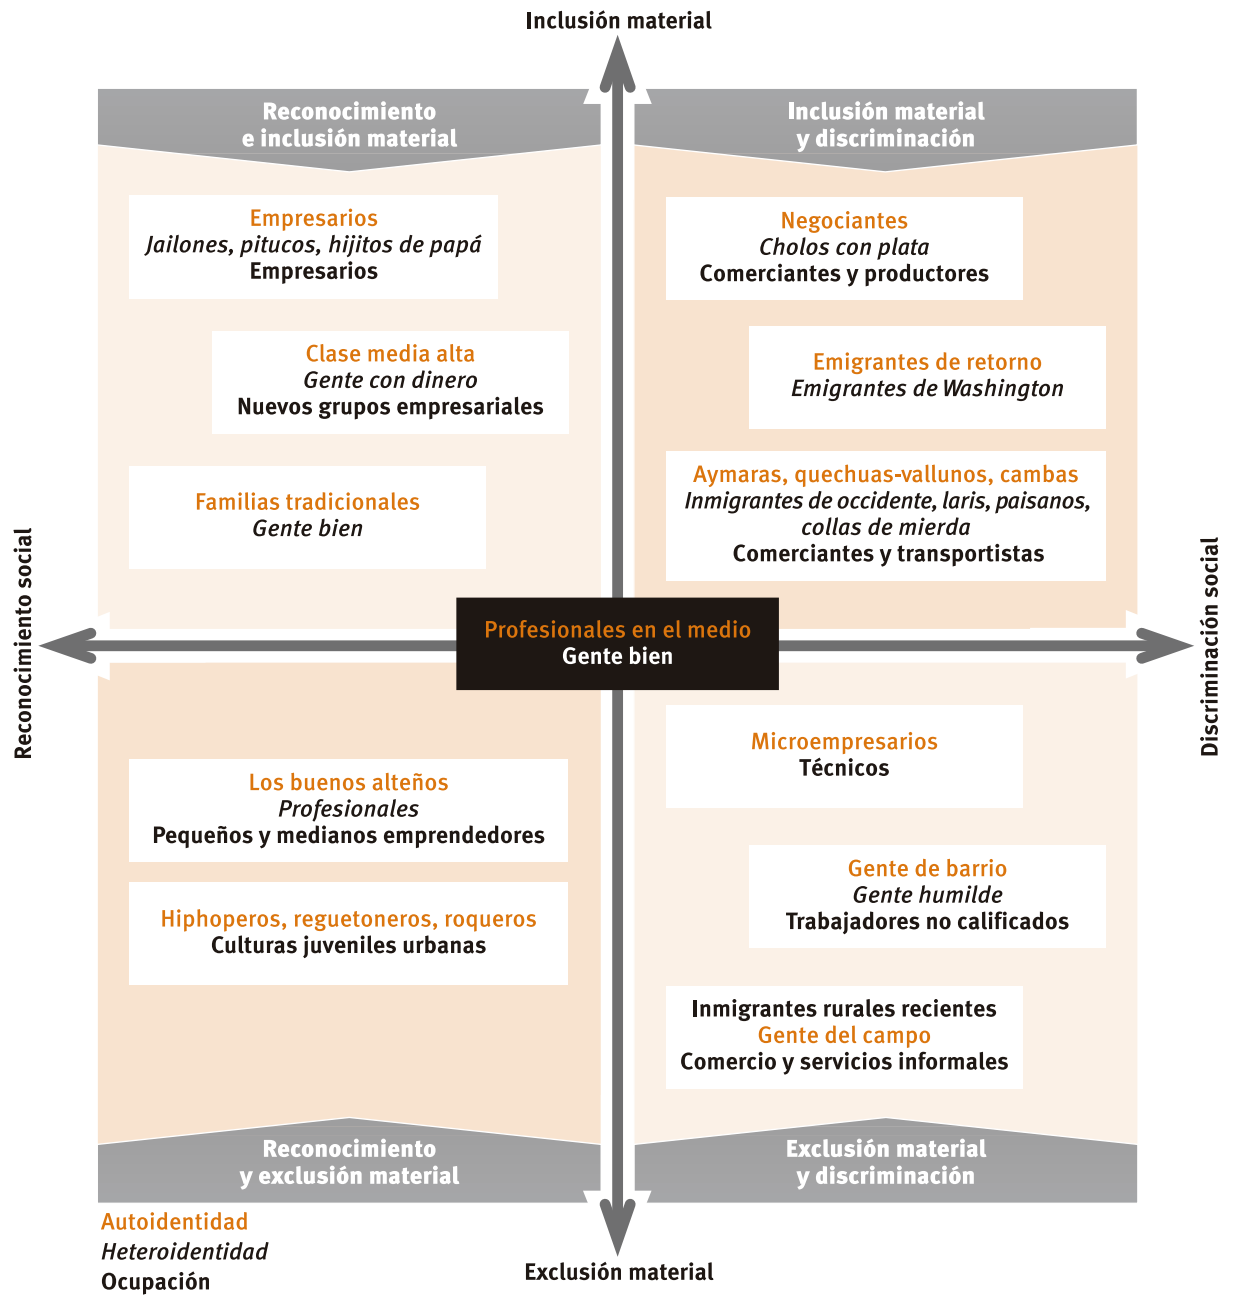 Inclusión material
Reconocimiento
e inclusión material
Inclusión material
y discriminación
Empresarios
Jailones, pitucos, hijitos de papá
Empresarios
Clase media alta
Gente con dinero
Nuevos grupos empresariales
Familias tradicionales
Gente bien
Negociantes
Cholos con plata
Comerciantes y productores
Emigrantes de retorno
Emigrantes de Washington
Aymaras, quechuas-vallunos, cambas
Inmigrantes de occidente, laris, paisanos,
collas de mierda
Comerciantes y transportistas
Reconocimiento social
Profesionales en el medio
Gente bien
Discriminación social
Los buenos alteños
Profesionales
Pequeños y medianos emprendedores
Hiphoperos, reguetoneros, roqueros
Culturas juveniles urbanas
Microempresarios
Técnicos
Gente de barrio
Gente humilde
Trabajadores no calificados
Inmigrantes rurales recientes
Gente del campo
Comercio y servicios informales
Reconocimiento
y exclusión material
Exclusión material
y discriminación
Autoidentidad
Heteroidentidad
Ocupación
Exclusión material